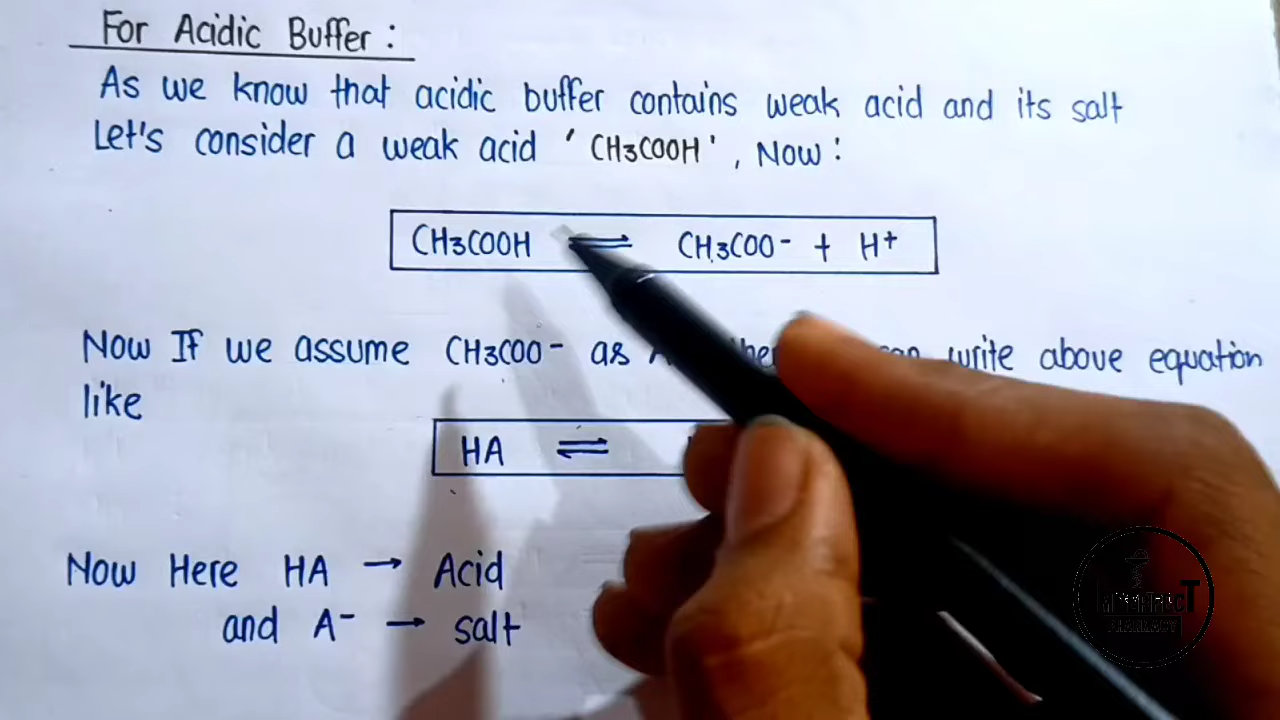 For Acidic Buffer :
As we know that acidic buffer contains weak acid and its salt
Let's consider a weak acid 'CH3COOH', Now :
CH3COOH ⇌ CH3COO- + H+
Now If we assume CH3COO- as write above equation
like
HA ⇌
Now Here HA → Acid
and A- → salt
PHARMACY